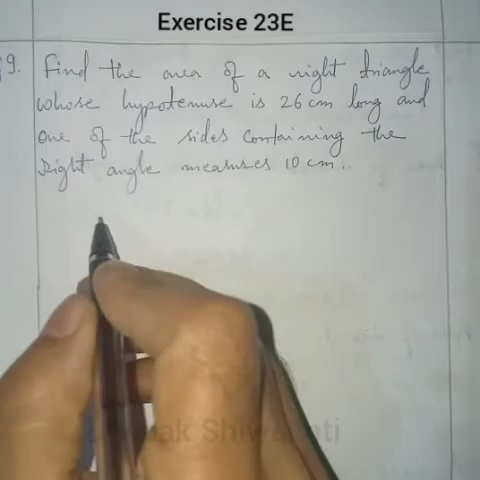 Exercise 23E
9. Find the area of a right triangle
whose hypotenuse is 26 cm long and
one of the sides containing the
right angle measures 10 cm.